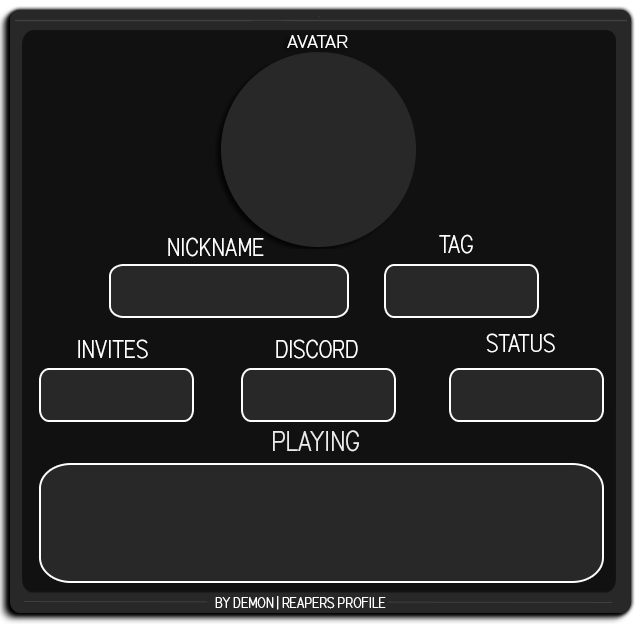 AVATAR
NICKNAME
TAG
INVITES
DISCORD
STATUS
PLAYING
BY DEMON | REAPERS PROFILE